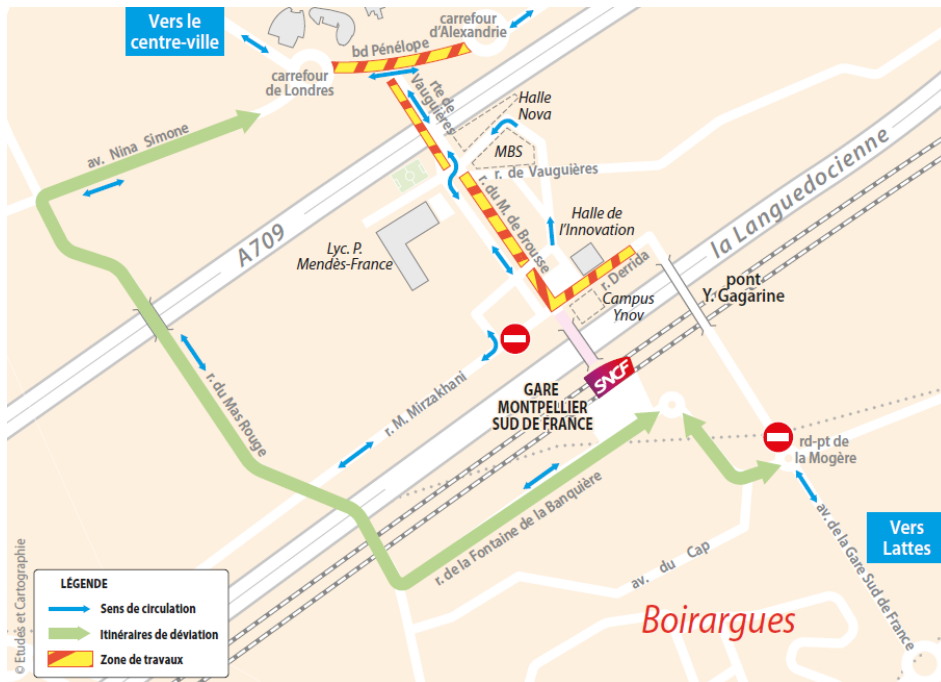 Vers le
centre-ville
carrefour
d'Alexandrie
bd Pénélope
carrefour
de Londres
rte de
Vauguières
Halle
Nova
av. Nina Simone
MBS
r. de Vauguières
la Languedocienne
A709
r. du M. de Brousse
Halle de
l'Innovation
Lyc. P.
Mendès-France
r. Derrida
pont
Y. Gagarine
Campus
Ynov
SNCF
r. du Mas Rouge
r. M. Mirzakhani
GARE
MONTPELLIER
SUD DE FRANCE
rd-pt de
la Mogère
r. de la Fontaine de la Banquière
av. de la Gare Sud de France
Vers
Lattes
av. du Cap
Boirargues
LÉGENDE
Sens de circulation
Itinéraires de déviation
Zone de travaux
© Etudes et Cartographie